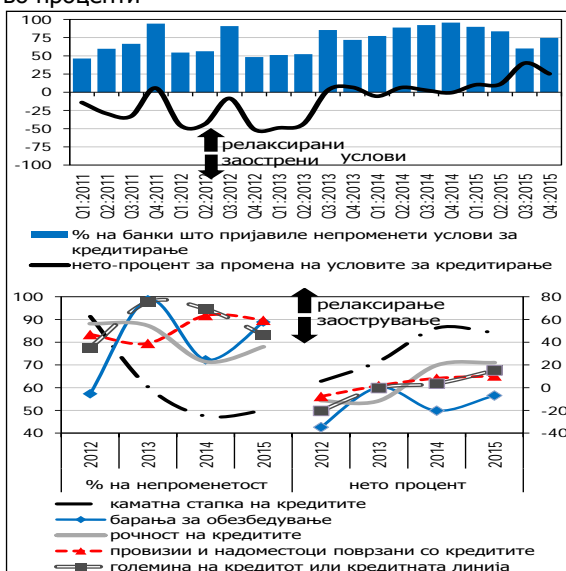 во проценти
100
75
50
25
0
-25
-50
-75
-100
релаксирани
заострени услови
Q1:2011
Q2:2011
Q3:2011
Q4:2011
Q1:2012
Q2:2012
Q3:2012
Q4:2012
Q1:2013
Q2:2013
Q3:2013
Q4:2013
Q1:2014
Q2:2014
Q3:2014
Q4:2014
Q1:2015
Q2:2015
Q3:2015
Q4:2015
% на банки што пријавиле непроменети услови за
кредитирање
нето-процент за промена на условите за кредитирање
100
90
80
70
60
50
40
релаксирање
заострување
80
60
40
20
0
-20
-40
2012
2013
2014
2015
2012
2013
2014
2015
% на непроменетост
нето процент
каматна стапка на кредитите
барања за обезбедување
рочност на кредитите
провизии и надоместоци поврзани со кредитите
големина на кредитот или кредитната линија